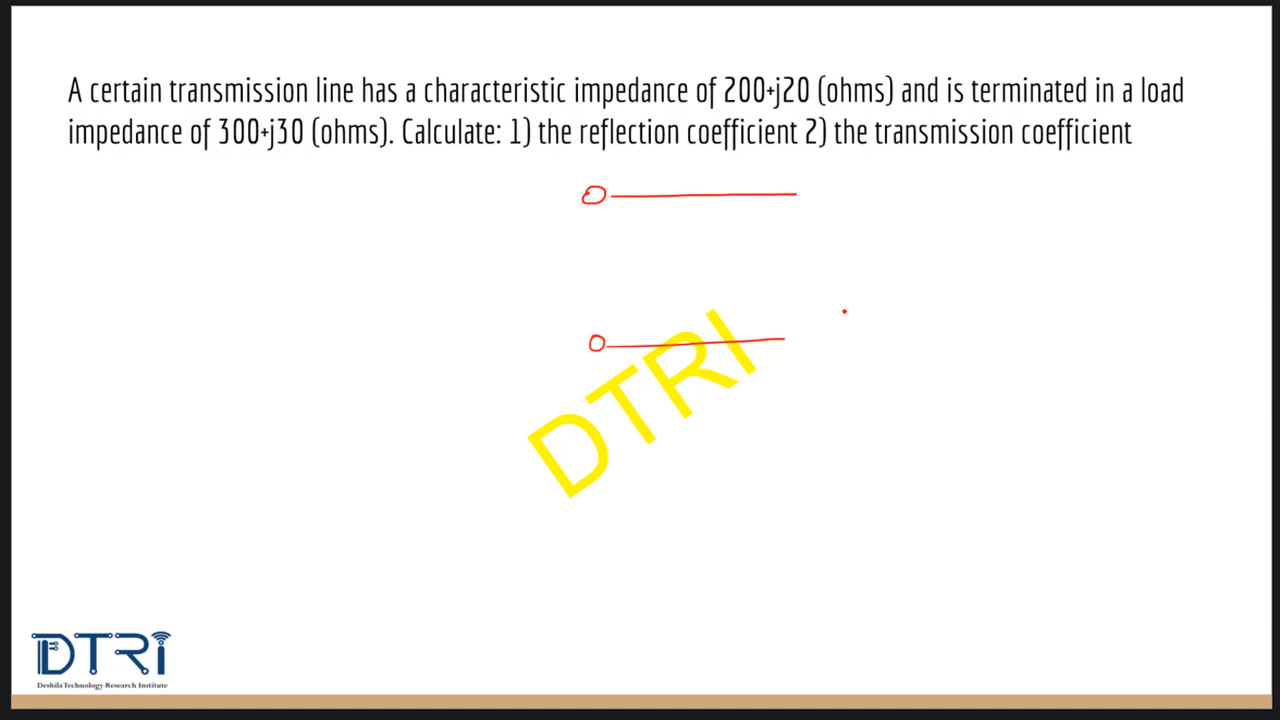 A certain transmission line has a characteristic impedance of 200+j20 (ohms) and is terminated in a load
impedance of 300+j30 (ohms). Calculate: 1) the reflection coefficient 2) the transmission coefficient
DTRI
DTRi
Deshila Technology Research Institute